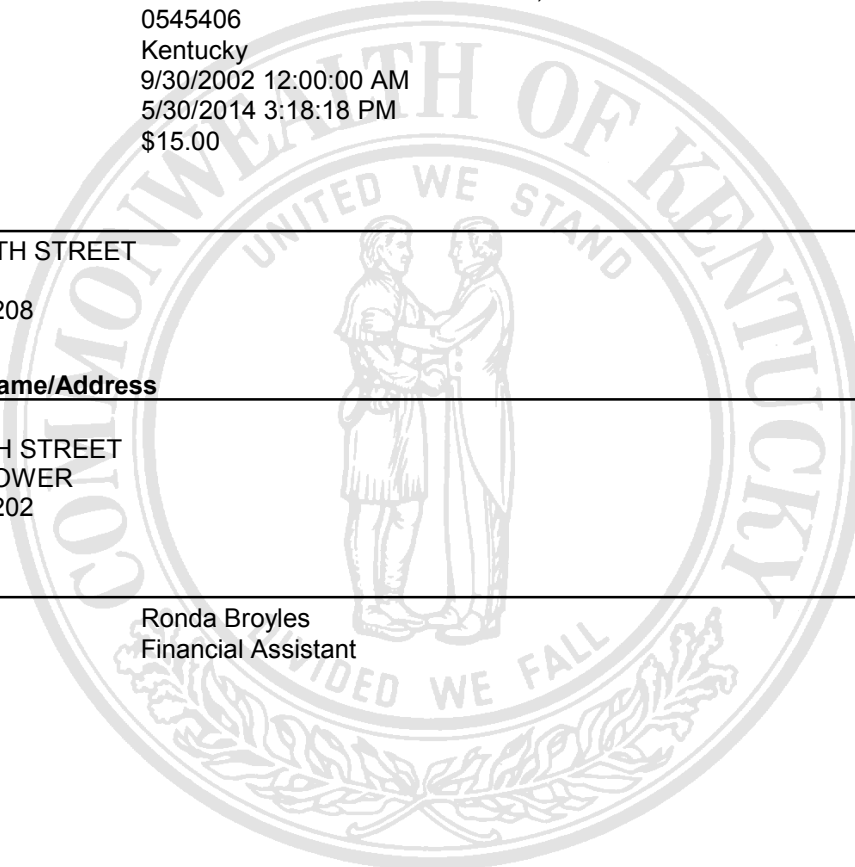 0545406
Kentucky
9/30/2002 12:00:00 AM
5/30/2014 3:18:18 PM
$15.00
COMMONWEALTH OF KENTUCKY
UNITED WE STAND
TH STREET
208
ame/Address
H STREET
OWER
202
Ronda Broyles
Financial Assistant
DIVIDED WE FALL